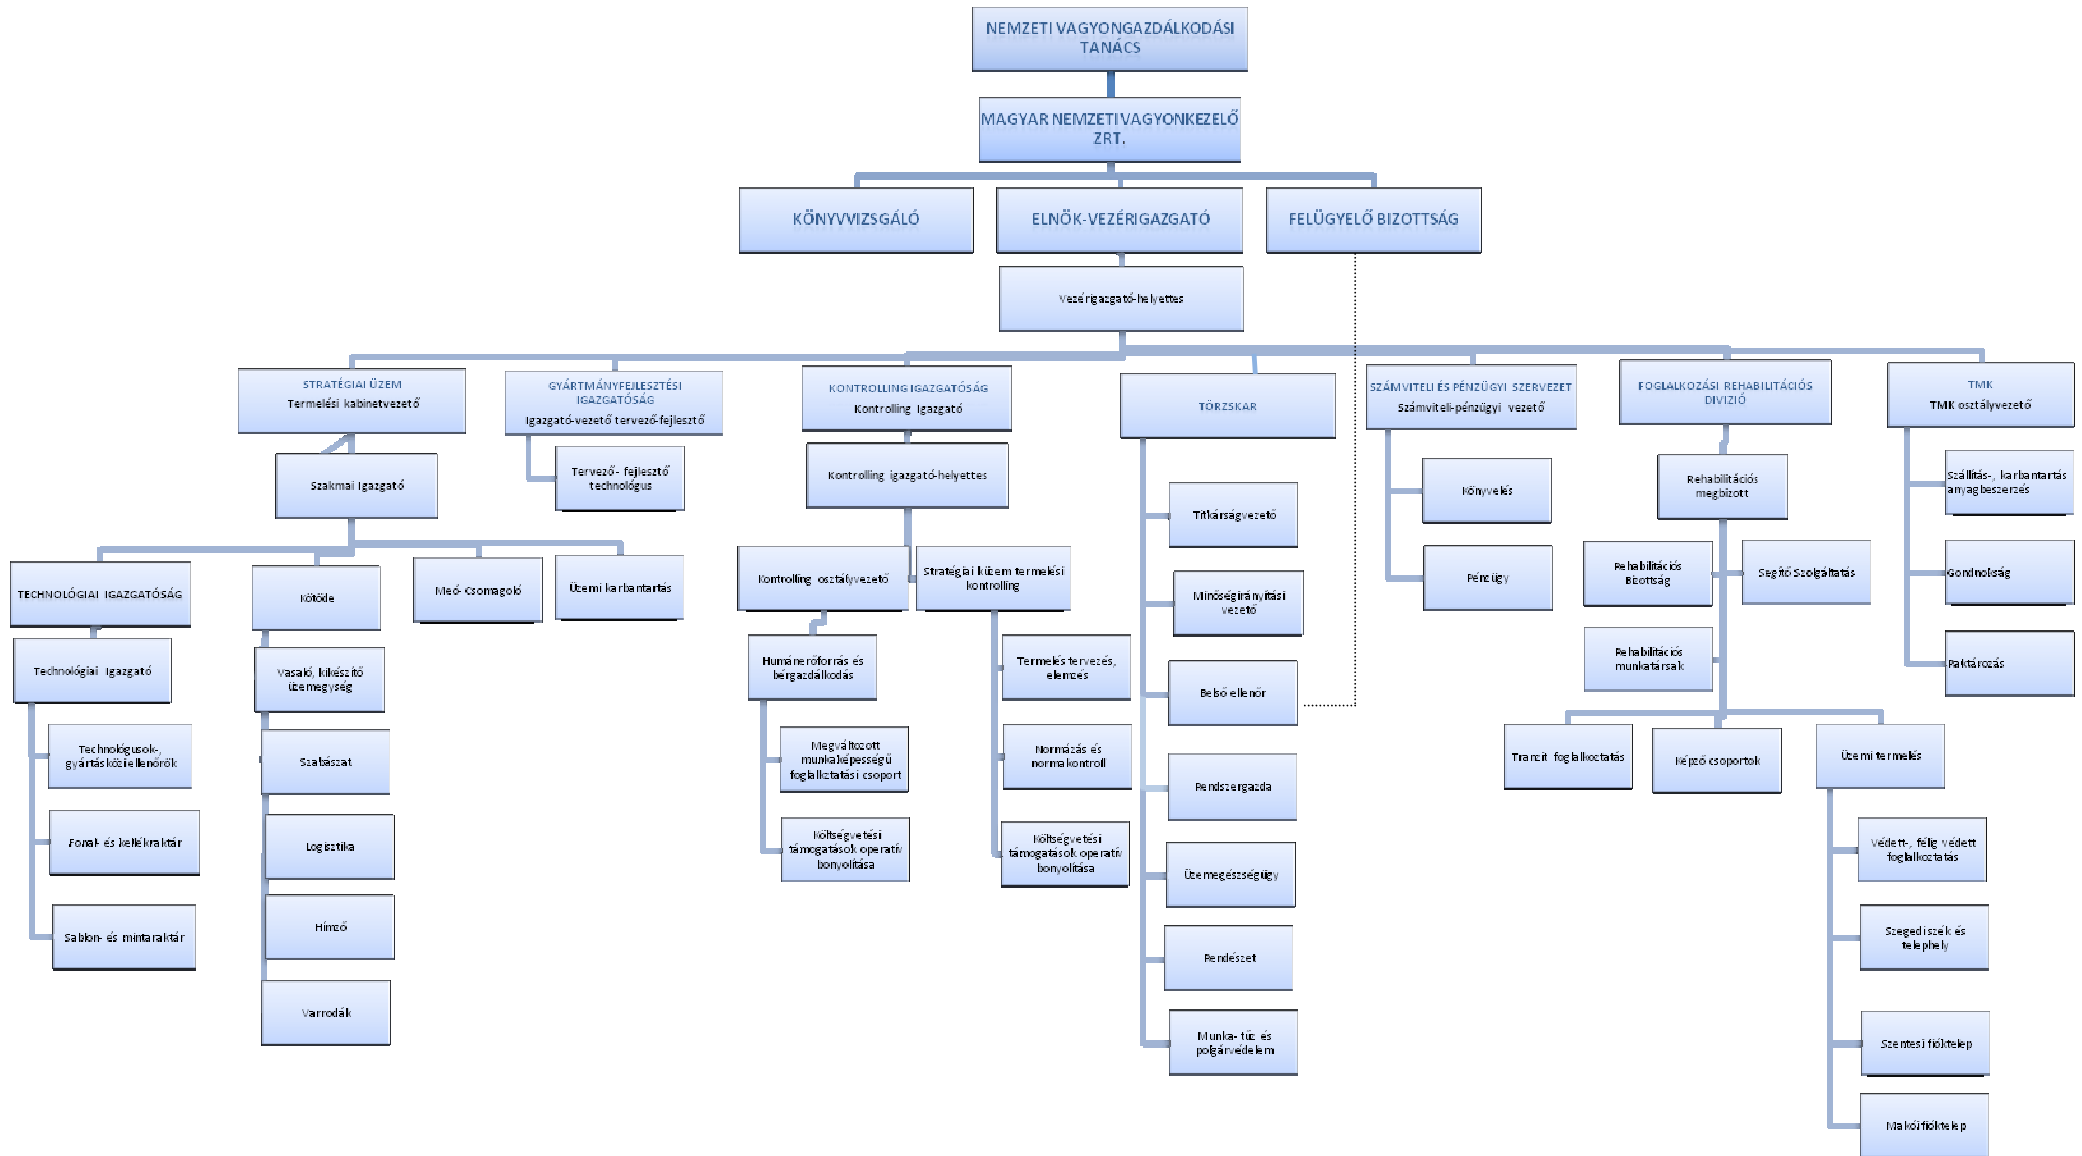 NEMZETI VAGYONGAZDÁLKODÁSI
TANÁCS
MAGYAR NEMZETI VAGYONKEZELŐ
ZRT.
KÖNYVVIZSGÁLÓ
ELNÖK-VEZÉRIGAZGATÓ
FELÜGYELŐ BIZOTTSÁG
Vezérigazgató-helyettes
STRATÉGIAI ÜZEM
Termelési kabinetvezető
Szakmai Igazgató
TECHNOLÓGIAI IGAZGATÓSÁG
Technológiai Igazgató
Technológusok-,
gyártásközi ellenőrök
Fonal- és kellékraktár
Sablon- és mintaraktár
Kötöde
Vasaló, kikészítő
üzemegység
Szabászat
Logisztika
Hímző
Varrodák
Meó- Csomagoló
Üzemi karbantartás
GYÁRTMÁNYFEJLESZTÉSI
IGAZGATÓSÁG
Igazgató-vezető tervező-fejlesztő
Tervező- fejlesztő
technológus
KONTROLLING IGAZGATÓSÁG
Kontrolling Igazgató
Kontrolling igazgató-helyettes
Kontrolling osztályvezető
Humánerőforrás és
bérgazdálkodás
Megváltozott
munkaképességű
foglalkztatási csoport
Költségvetési
támogatások operatív
bonyolítása
Stratégiai küzem termelési
kontrolling
Termelés tervezés,
elemzés
Normázás és
normakontroll
Költségvetési
támogatások operatív
bonyolítása
TÖRZSKAR
Titkárságvezető
Minőségirányítási
vezető
Belső ellenőr
Rendszergazda
Üzemegészségügy
Rendészet
Munka- tűz és
polgárvédelem
SZÁMVITELI ÉS PÉNZÜGYI SZERVEZET
Számviteli-pénzügyi vezető
Könyvelés
Pénzügy
FOGLALKOZÁSI REHABILITÁCIÓS
DIVIZIÓ
Rehabilitációs
megbízott
Rehabilitációs
Bizottság
Segítő Szolgáltatás
Rehabilitációs
munkatársak
Tranzit foglalkoztatás
Képző csoportok
Üzemi termelés
Védett-, félig védett
foglalkoztatás
Szegedi szék és
telephely
Szentesi fióktelep
Makói fióktelep
TMK
TMK osztályvezető
Szállítás-, karbantartás
anyagbeszerzés
Gondnokság
Raktározás